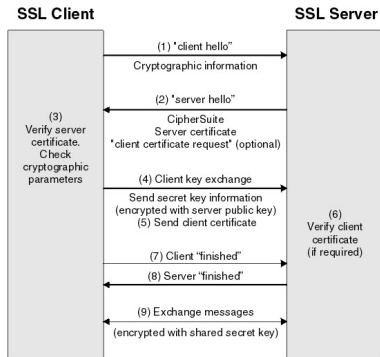 SSL Client
SSL Server
(1) "client hello"
Cryptographic information
(2) "server hello"
CipherSuite
Server certificate
"client certificate request" (optional)
(3)
Verify server
certificate.
Check
cryptographic
parameters
(4) Client key exchange
Send secret key information
(encrypted with server public key)
(5) Send client certificate
(6)
Verify client
certificate
(if required)
(7) Client “finished”
(8) Server “finished”
(9) Exchange messages
(encrypted with shared secret key)